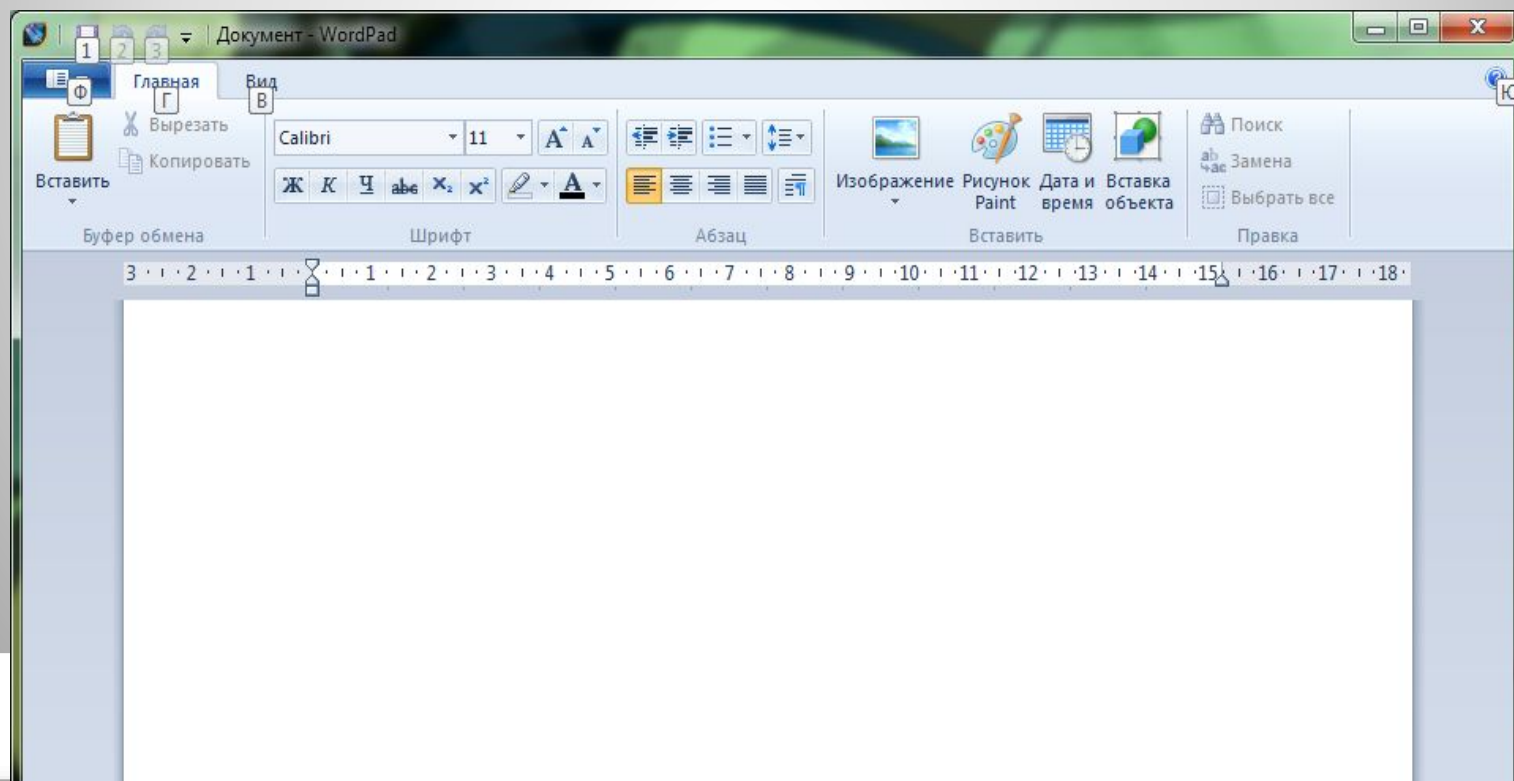 1 2 3 Документ - WordPad
Ф Главная Вид
Г В Ю
Вырезать
Копировать
Вставить
Calibri 11 A A
Ж К Ч abc X₂ X² A
Изображение Рисунок Paint Дата и время Вставка объекта
Поиск
ab ac Замена
Выбрать все
Буфер обмена Шрифт Абзац Вставить Правка
3 2 1 1 2 3 4 5 6 7 8 9 10 11 12 13 14 15 16 17 18